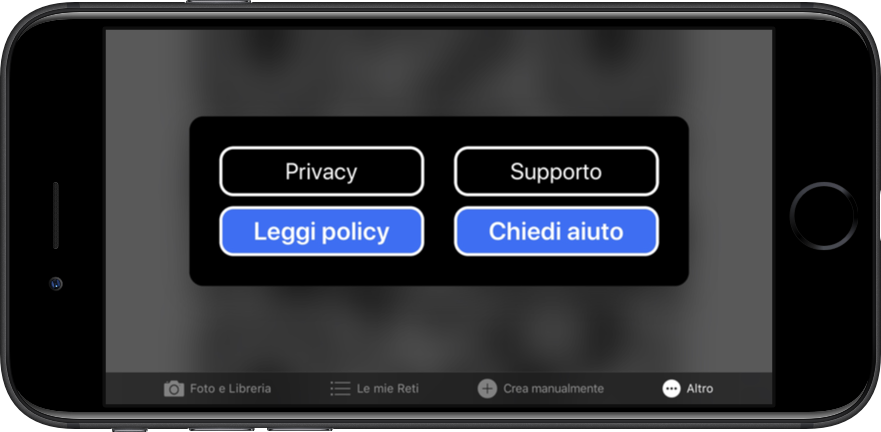 Privacy
Supporto
Leggi policy
Chiedi aiuto
Foto e Libreria
Le mie Reti
Crea manualmente
Altro